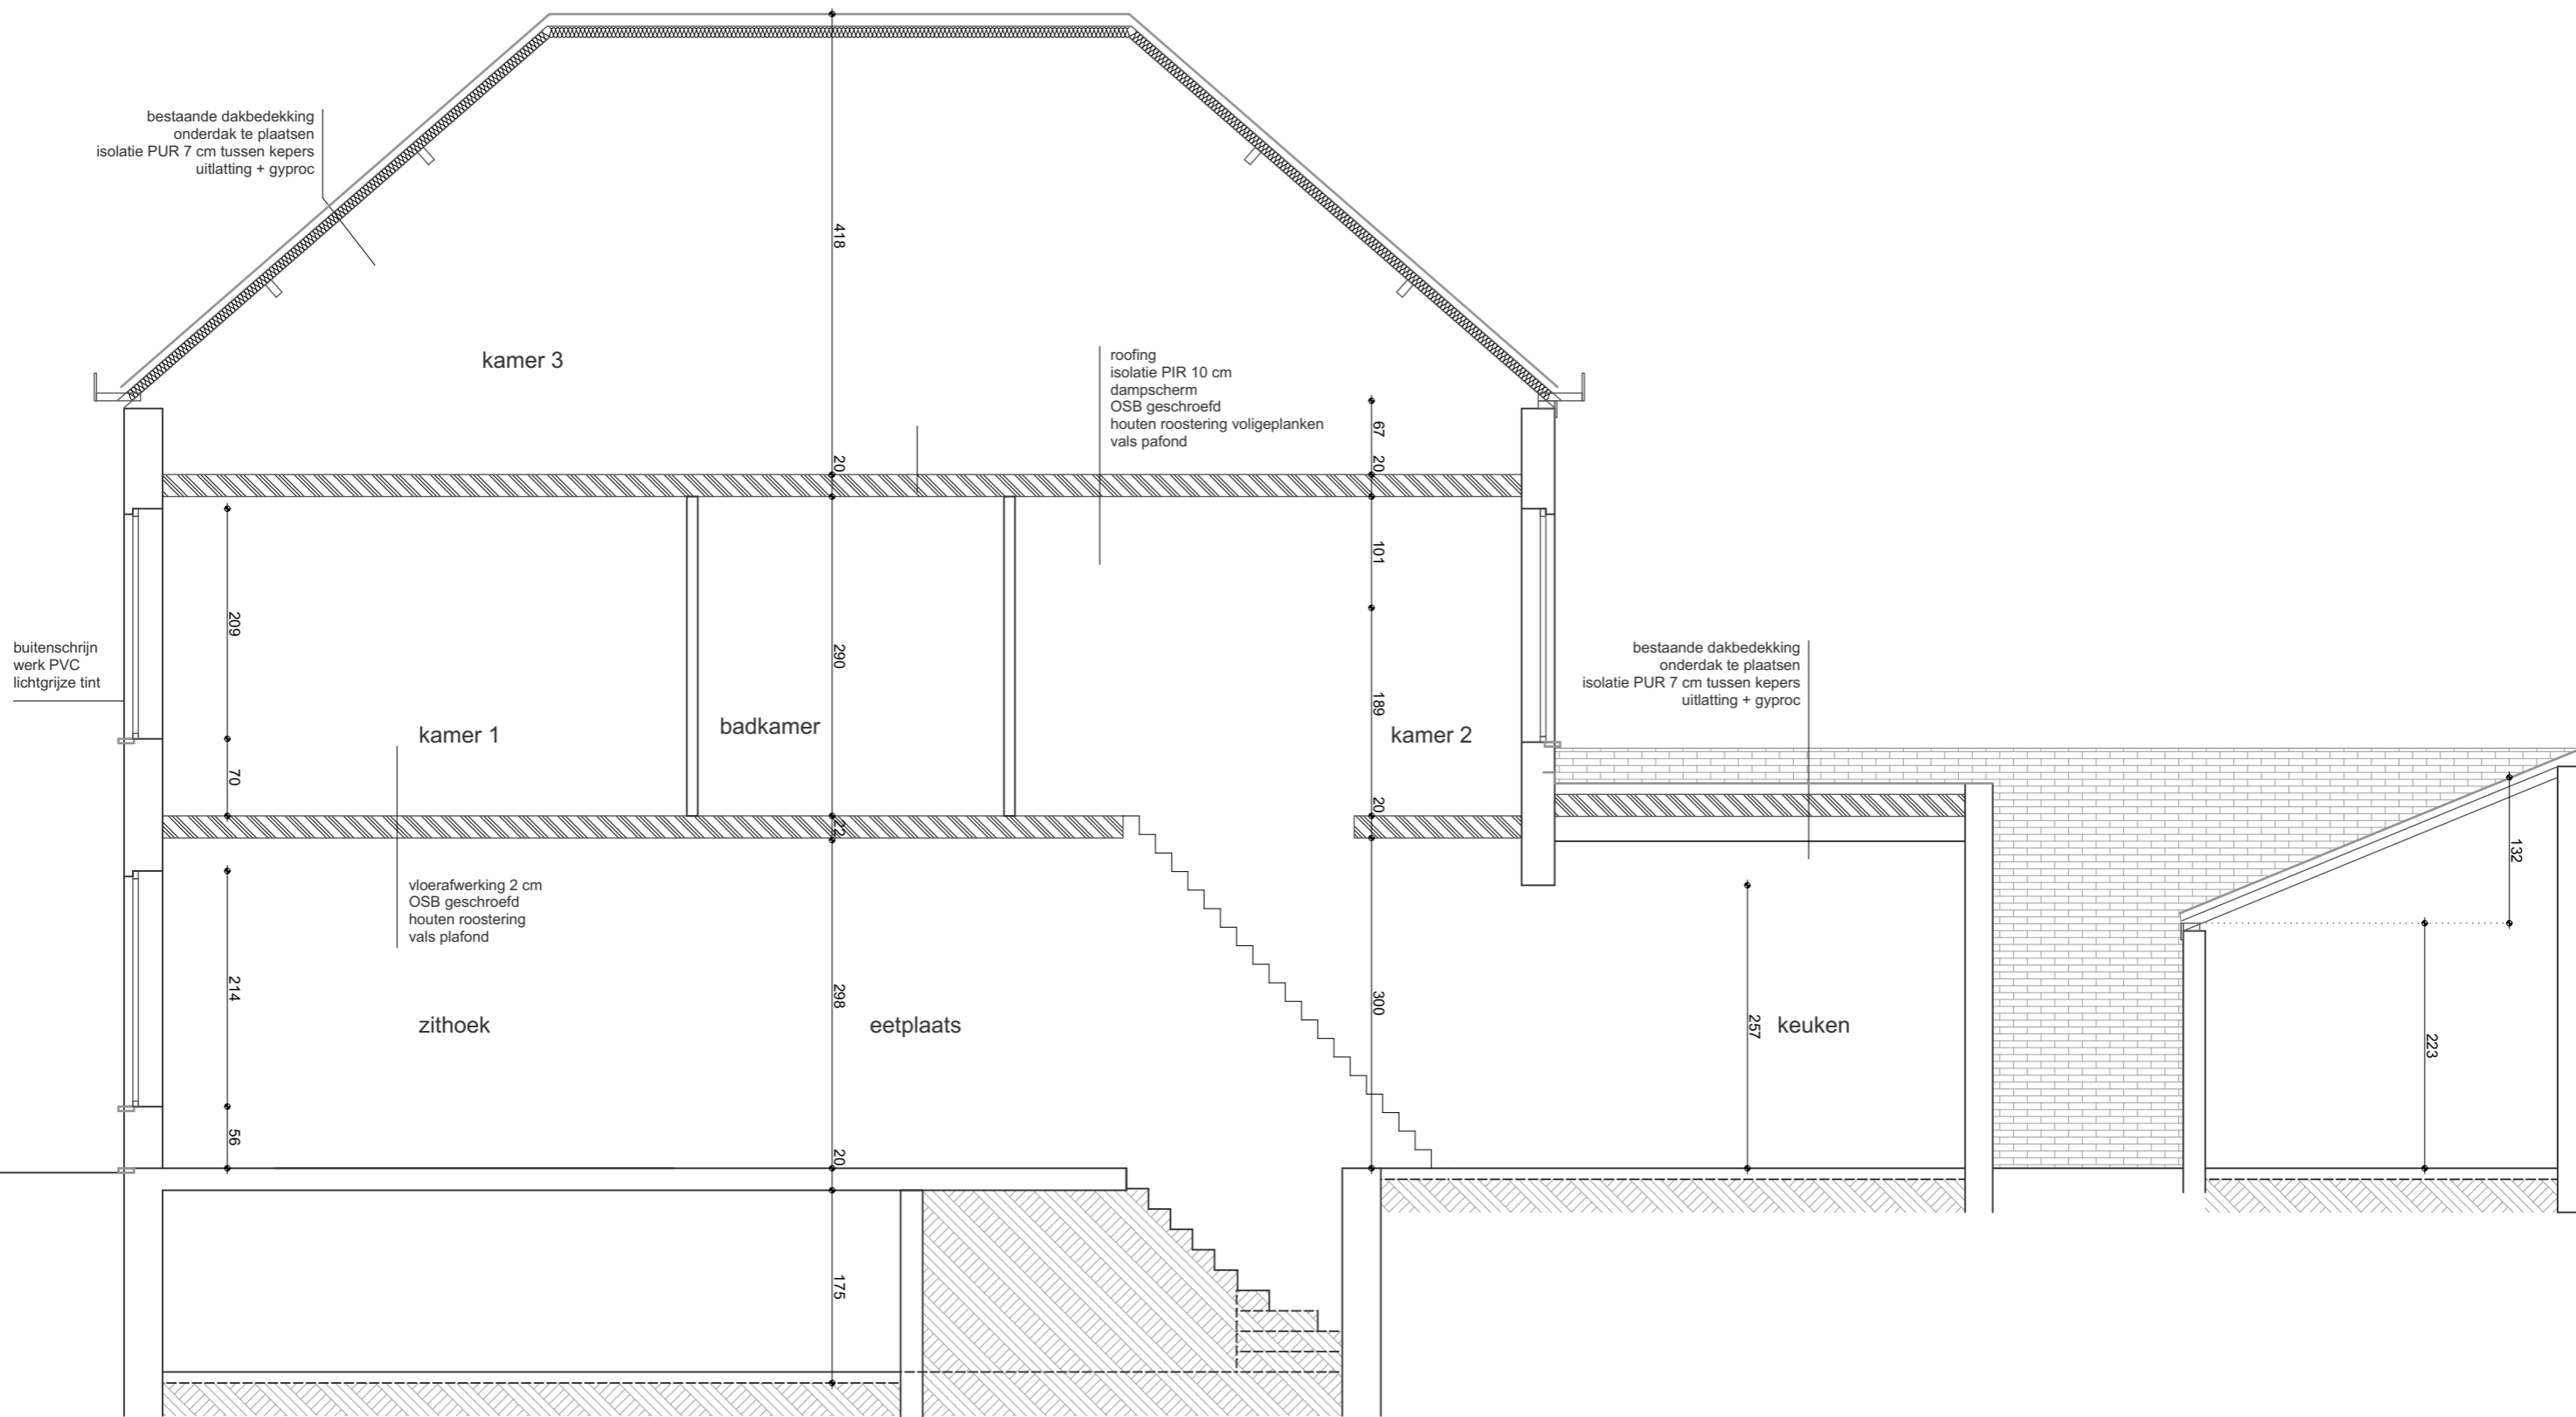 bestaande dakbedekking
onderdak te plaatsen
isolatie PUR 7 cm tussen kepers
uitlatting + gyproc
418
kamer 3
roofing
isolatie PIR 10 cm
dampscherm
OSB geschroefd
houten roostering voligeplanken
vals pafond
67
20
20
101
209
290
189
buitenschrijn
werk PVC
lichtgrijze tint
bestaande dakbedekking
onderdak te plaatsen
isolatie PUR 7 cm tussen kepers
uitlatting + gyproc
kamer 1
badkamer
kamer 2
70
20
22
132
vloerafwerking 2 cm
OSB geschroefd
houten roostering
vals plafond
214
298
300
zithoek
eetplaats
257
keuken
223
56
20
175